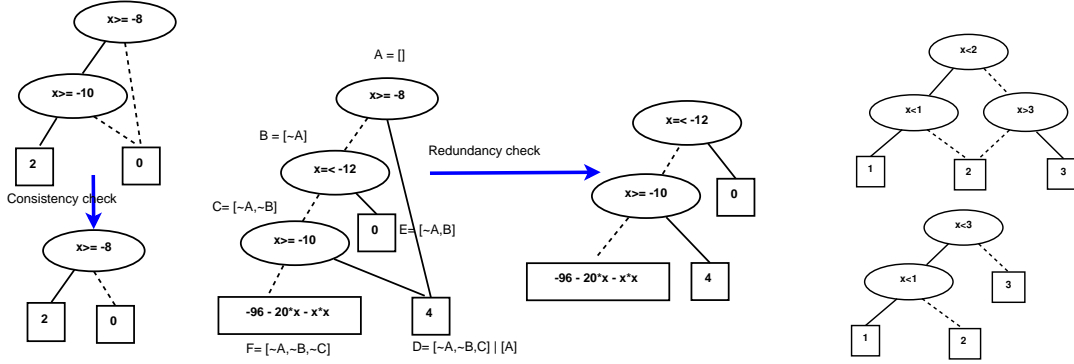 x>= -8
x>= -10
2
0
Consistency check
x>= -8
2
0
A = []
x>= -8
B = [~A]
x=< -12
C= [~A,~B]
x>= -10
0
E= [~A,B]
-96 - 20*x - x*x
4
F= [~A,~B,~C]
D= [~A,~B,C] | [A]
Redundancy check
x=< -12
x>= -10
0
-96 - 20*x - x*x
4
x<2
x<1
x>3
1
2
3
x<3
x<1
3
1
2